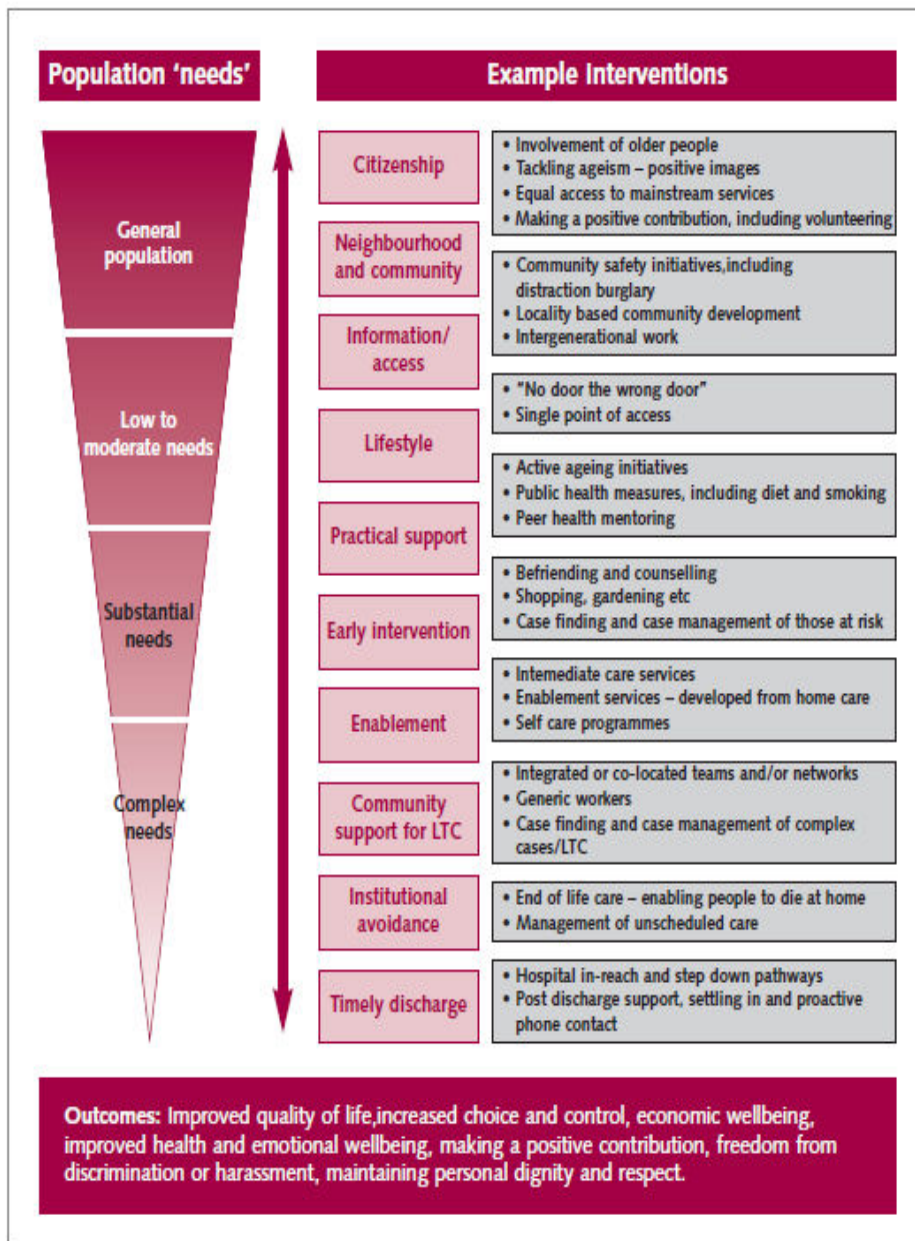 Population ‘needs’
Example Interventions
General
population
Low to
moderate needs
Substantial
needs
Complex
needs
Citizenship
Neighbourhood
and community
Information/
access
Lifestyle
Practical support
Early intervention
Enablement
Community
support for LTC
Institutional
avoidance
Timely discharge
• Involvement of older people
• Tackling ageism – positive images
• Equal access to mainstream services
• Making a positive contribution, including volunteering
• Community safety initiatives,including
distraction burglary
• Locality based community development
• Intergenerational work
• “No door the wrong door”
• Single point of access
• Active ageing initiatives
• Public health measures, including diet and smoking
• Peer health mentoring
• Befriending and counselling
• Shopping, gardening etc
• Case finding and case management of those at risk
• Intemediate care services
• Enablement services – developed from home care
• Self care programmes
• Integrated or co-located teams and/or networks
• Generic workers
• Case finding and case management of complex
cases/LTC
• End of life care – enabling people to die at home
• Management of unscheduled care
• Hospital in-reach and step down pathways
• Post discharge support, settling in and proactive
phone contact
Outcomes: Improved quality of life,increased choice and control, economic wellbeing,
improved health and emotional wellbeing, making a positive contribution, freedom from
discrimination or harassment, maintaining personal dignity and respect.